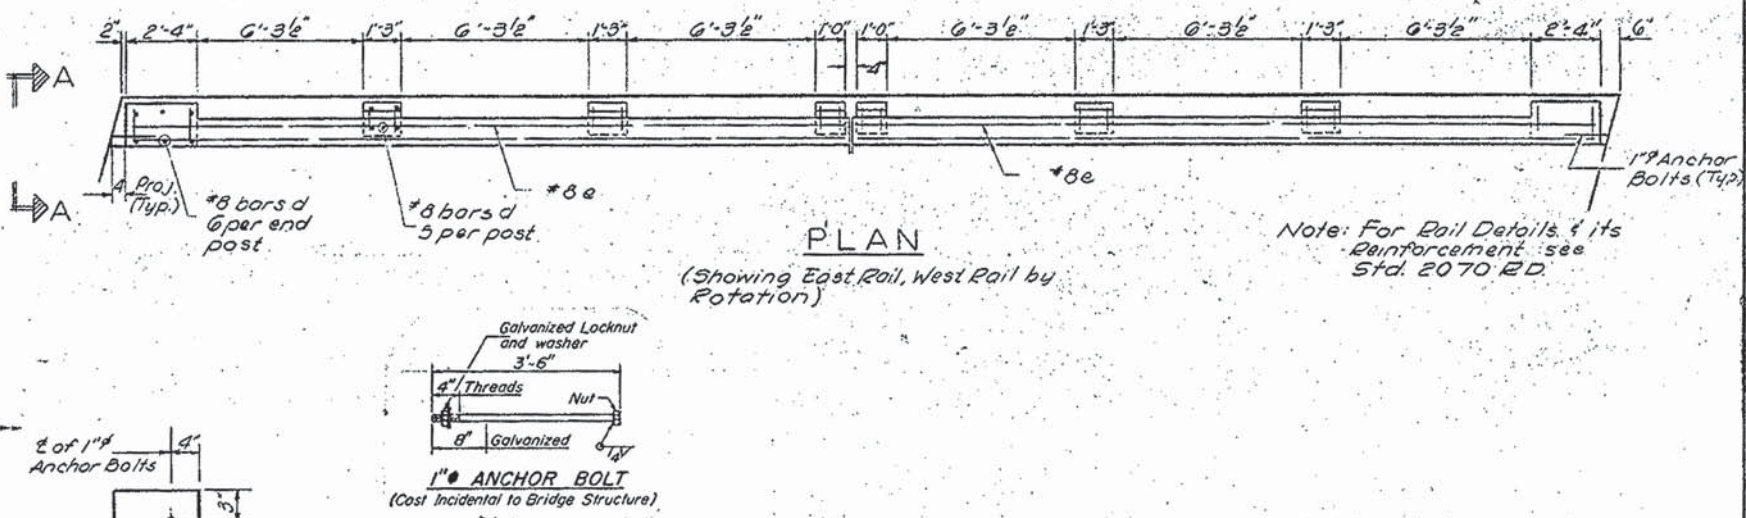 2" 2'-4" 6'-3½" 1'-3" 6'-3½" 1'-3" 6'-3½" 1'-0" 1'-0" 6'-3½" 1'-3" 6'-3½" 1'-3" 6'-3½" 2'-4" 6"
4"
A
A
4" Proj.
(Typ.)
#8 bars d
6 per end
post
#8 e
#8 bars d
5 per post
#8e
1"⌀ Anchor
Bolts (Typ.)
PLAN
(Showing East Rail, West Rail by
Rotation)
Note: For Rail Details & its
Reinforcement see
Std. 2070 RD.
Galvanized Locknut
and washer
3'-6"
4" Threads
Nut
8" Galvanized
1/4
1"⌀ ANCHOR BOLT
(Cost Incidental to Bridge Structure)
℄ of 1"⌀
Anchor Bolts
4"
3"